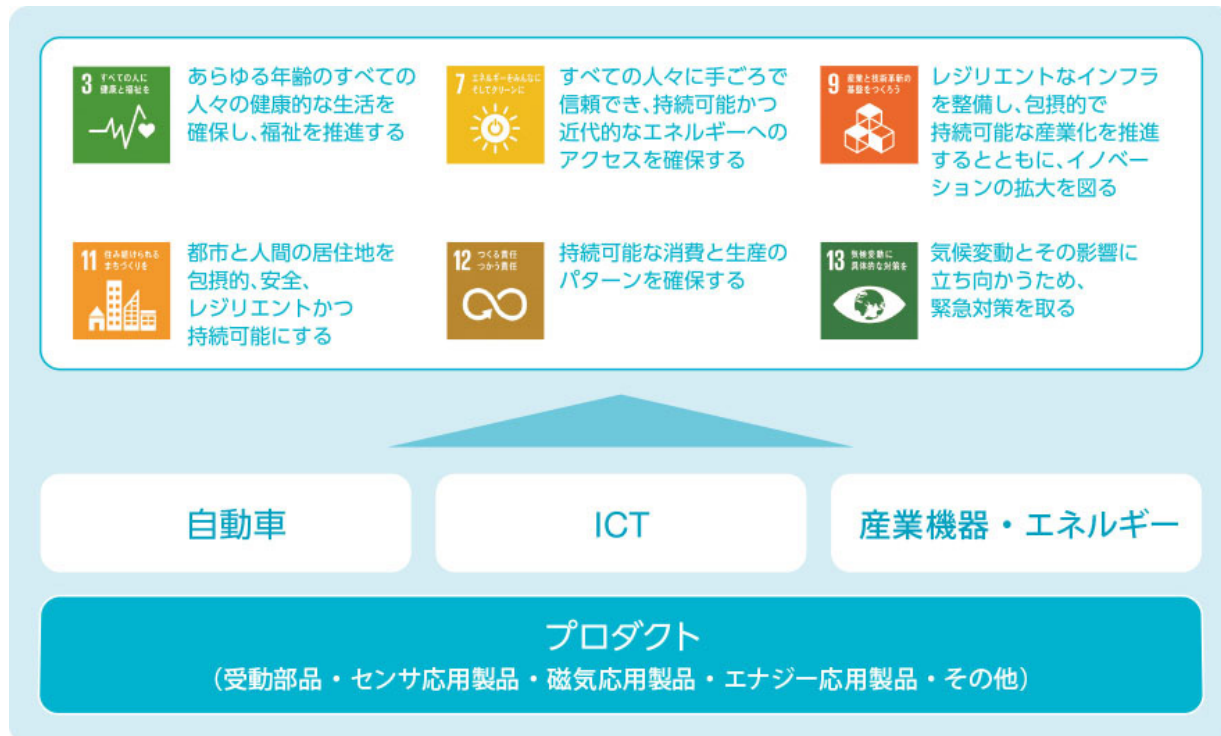 3 すべての人に
健康と福祉を
あらゆる年齢のすべての
人々の健康的な生活を
確保し、福祉を推進する
7 エネルギーをみんなに
そしてクリーンに
すべての人々に手ごろで
信頼でき、持続可能かつ
近代的なエネルギーへの
アクセスを確保する
9 産業と技術革新の
基盤をつくろう
レジリエントなインフラ
を整備し、包摂的で
持続可能な産業化を推進
するとともに、イノベー
ションの拡大を図る
11 住み続けられる
まちづくりを
都市と人間の居住地を
包摂的、安全、
レジリエントかつ
持続可能にする
12 つくる責任
つかう責任
持続可能な消費と生産の
パターンを確保する
13 気候変動に
具体的な対策を
気候変動とその影響に
立ち向かうため、
緊急対策を取る
自動車
ICT
産業機器・エネルギー
プロダクト
（受動部品・センサ応用製品・磁気応用製品・エナジー応用製品・その他）